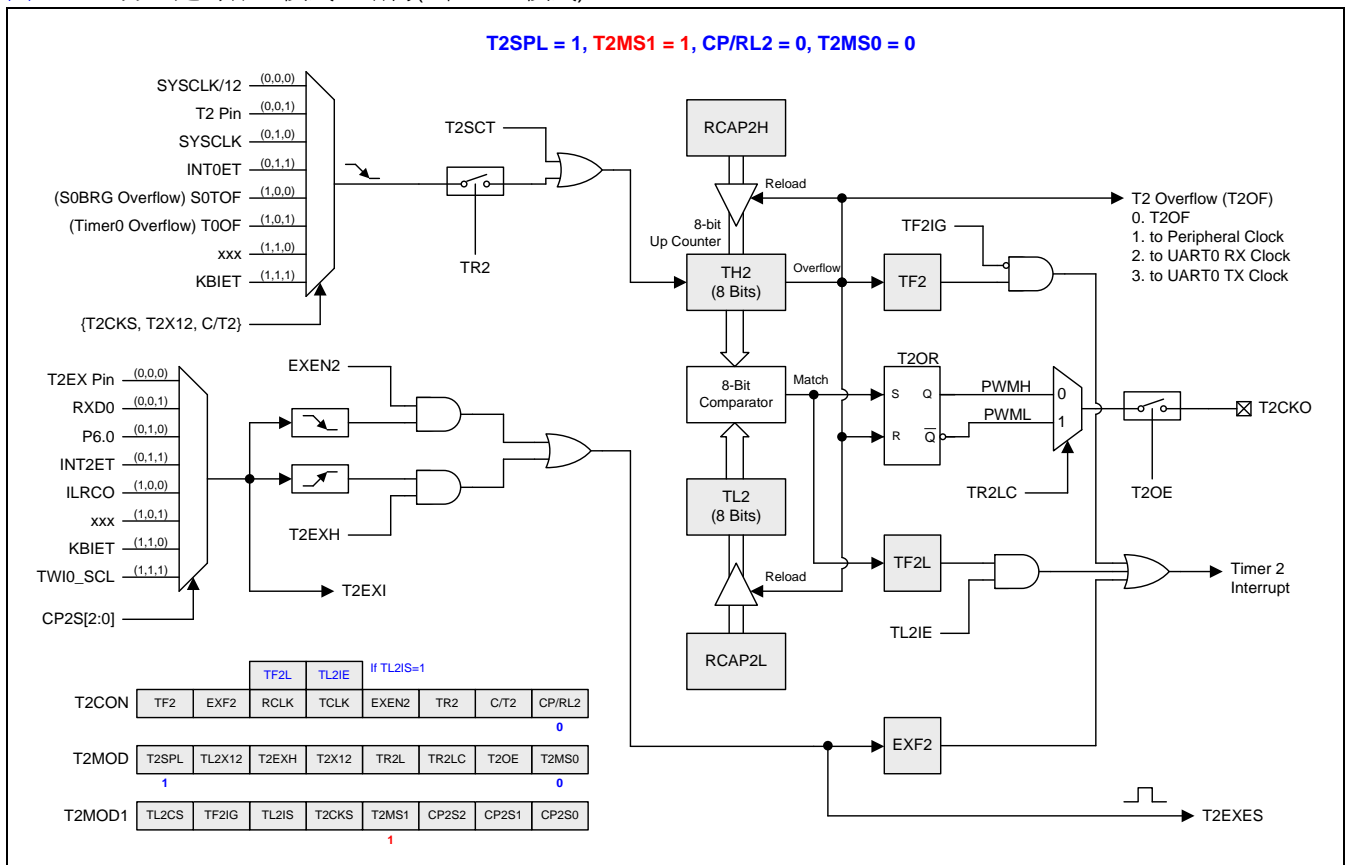 T2SPL = 1, T2MS1 = 1, CP/RL2 = 0, T2MS0 = 0
SYSCLK/12 (0,0,0)
T2 Pin (0,0,1)
SYSCLK (0,1,0)
INT0ET (0,1,1)
(S0BRG Overflow) S0TOF (1,0,0)
(Timer0 Overflow) T0OF (1,0,1)
xxx (1,1,0)
KBIET (1,1,1)
{T2CKS, T2X12, C/T2}
TR2
T2SCT
RCAP2H
Reload
8-bit
Up Counter
TH2
(8 Bits)
Overflow
T2 Overflow (T2OF)
0. T2OF
1. to Peripheral Clock
2. to UART0 RX Clock
3. to UART0 TX Clock
TF2IG
TF2
T2EX Pin (0,0,0)
RXD0 (0,0,1)
P6.0 (0,1,0)
INT2ET (0,1,1)
ILRCO (1,0,0)
xxx (1,0,1)
KBIET (1,1,0)
TWI0_SCL (1,1,1)
CP2S[2:0]
EXEN2
T2EXH
T2EXI
8-Bit
Comparator
Match
T2OR
S Q
R Q
PWMH
PWML
0
1
TR2LC
T2OE
T2CKO
TL2
(8 Bits)
Reload
RCAP2L
TF2L
TL2IE
Timer 2
Interrupt
EXF2
T2EXES
TF2L TL2IE If TL2IS=1
T2CON TF2 EXF2 RCLK TCLK EXEN2 TR2 C/T2 CP/RL2
0
T2MOD T2SPL TL2X12 T2EXH T2X12 TR2L TR2LC T2OE T2MS0
1 0
T2MOD1 TL2CS TF2IG TL2IS T2CKS T2MS1 CP2S2 CP2S1 CP2S0
1